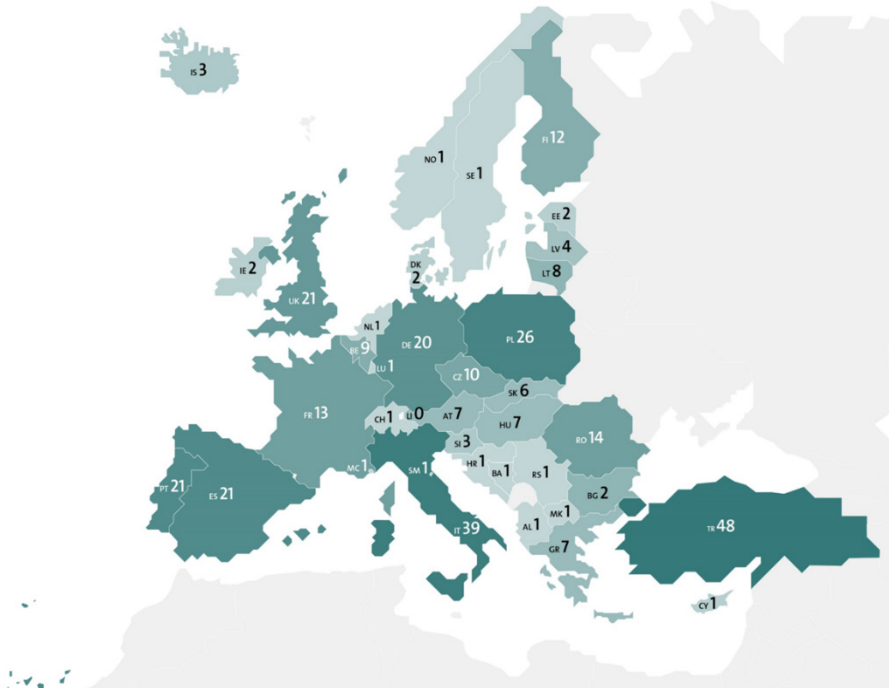 IS 3
FI 12
NO 1
SE 1
EE 2
LV 4
LT 8
DK
2
IE 2
UK 21
NL 1
BE 9
LU 1
DE 20
PL 26
CZ 10
SK 6
FR 13
CH 1
LI 0
AT 7
HU 7
RO 14
SI 3
HR 1
BA 1
RS 1
MC 1
SM 1
PT 21
ES 21
BG 2
IT 39
AL 1
MK 1
GR 7
TR 48
CY 1